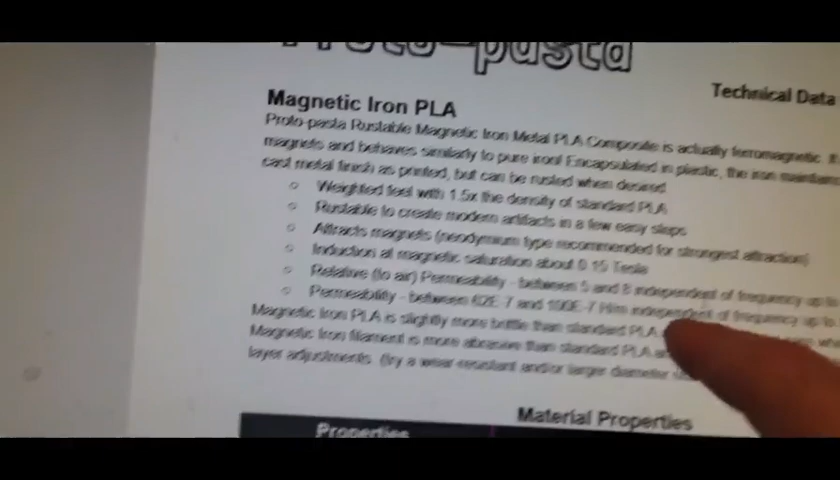 Proto-pasta
Technical Data
Magnetic Iron PLA
Proto-pasta Rustable Magnetic Iron Metal PLA Composite is actually ferromagnetic. It
magnets and behaves similarly to pure iron! Encapsulated in plastic, the iron maintains
cast metal finish as printed, but can be rusted when desired
○ Weighted feel with 1.5x the density of standard PLA
○ Rustable to create modern artifacts in a few easy steps
○ Attracts magnets (neodymium type recommended for strongest attraction)
○ Induction at magnetic saturation about 0.15 Tesla
○ Relative (to air) Permeability - between 5 and 8 independent of frequency up to
○ Permeability - between 62E-7 and 100E-7 H/m independent of frequency up to
Magnetic Iron PLA is slightly more brittle than standard PLA
Magnetic Iron filament is more abrasive than standard PLA
layer adjustments. (try a wear-resistant and/or larger diameter
Material Properties
Properties